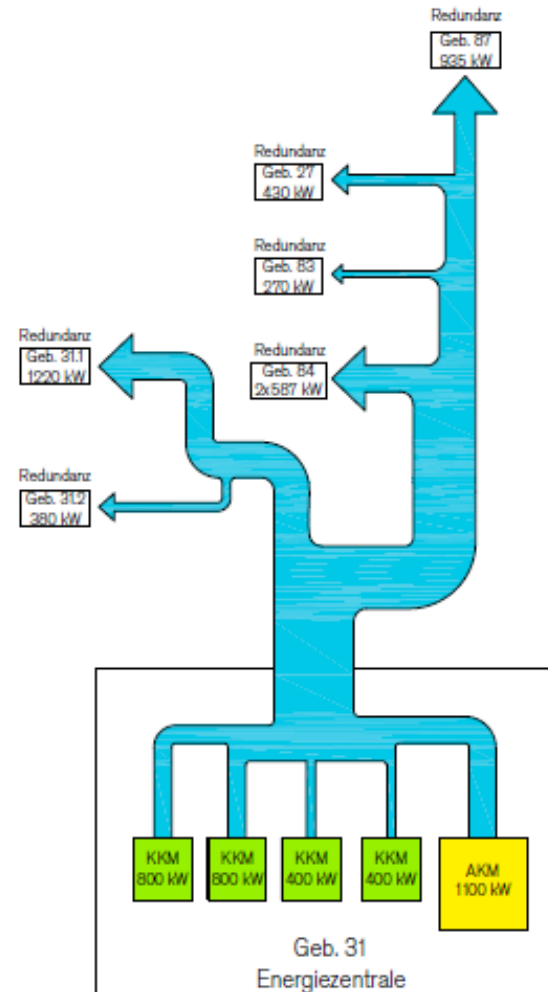 Redundanz
Geb. 87
935 kW
Redundanz
Geb. 27
430 kW
Redundanz
Geb. 83
270 kW
Redundanz
Geb. 31.1
1220 kW
Redundanz
Geb. 84
2x587 kW
Redundanz
Geb. 31.2
380 kW
KKM
800 kW
KKM
800 kW
KKM
400 kW
KKM
400 kW
AKM
1100 kW
Geb. 31
Energiezentrale